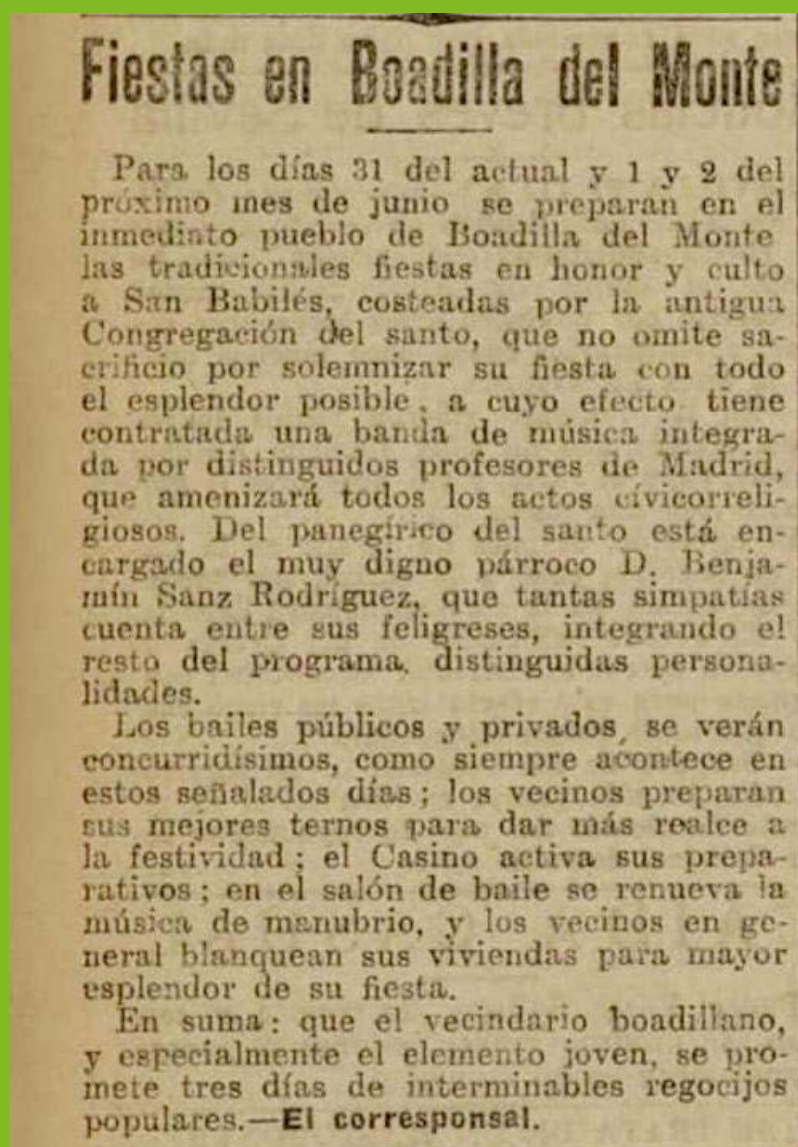 Fiestas en Boadilla del Monte
Para los días 31 del actual y 1 y 2 del
próximo mes de junio se preparan en el
inmediato pueblo de Boadilla del Monte
las tradicionales fiestas en honor y culto
a San Babilés, costeadas por la antigua
Congregación del santo, que no omite sa-
crificio por solemnizar su fiesta con todo
el esplendor posible, a cuyo efecto tiene
contratada una banda de música integra-
da por distinguidos profesores de Madrid,
que amenizará todos los actos cívicorreli-
giosos. Del panegírico del santo está en-
cargado el muy digno párroco D. Benja-
mín Sanz Rodríguez, que tantas simpatías
cuenta entre sus feligreses, integrando el
resto del programa, distinguidas persona-
lidades.
Los bailes públicos y privados, se verán
concurridísimos, como siempre acontece en
estos señalados días; los vecinos preparan
sus mejores ternos para dar más realce a
la festividad; el Casino activa sus prepa-
rativos; en el salón de baile se renueva la
música de manubrio, y los vecinos en ge-
neral blanquean sus viviendas para mayor
esplendor de su fiesta.
En suma: que el vecindario boadillano,
y especialmente el elemento joven, se pro-
mete tres días de interminables regocijos
populares.—El corresponsal.